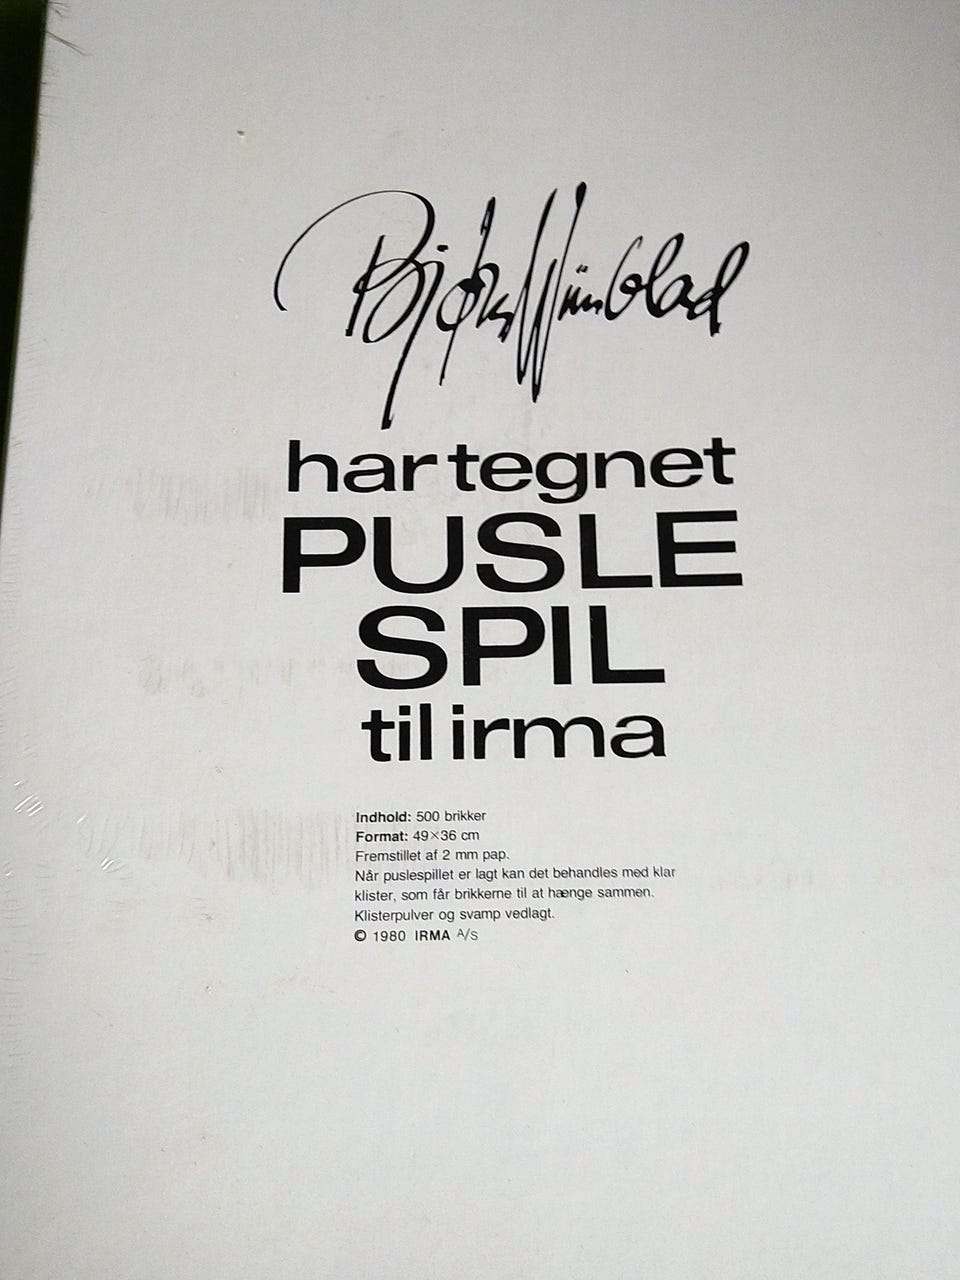 Bjørn Wiinblad
har tegnet
PUSLE
SPIL
til irma
Indhold: 500 brikker
Format: 49×36 cm
Fremstillet af 2 mm pap.
Når puslespillet er lagt kan det behandles med klar
klister, som får brikkerne til at hænge sammen.
Klisterpulver og svamp vedlagt.
© 1980 IRMA A/S